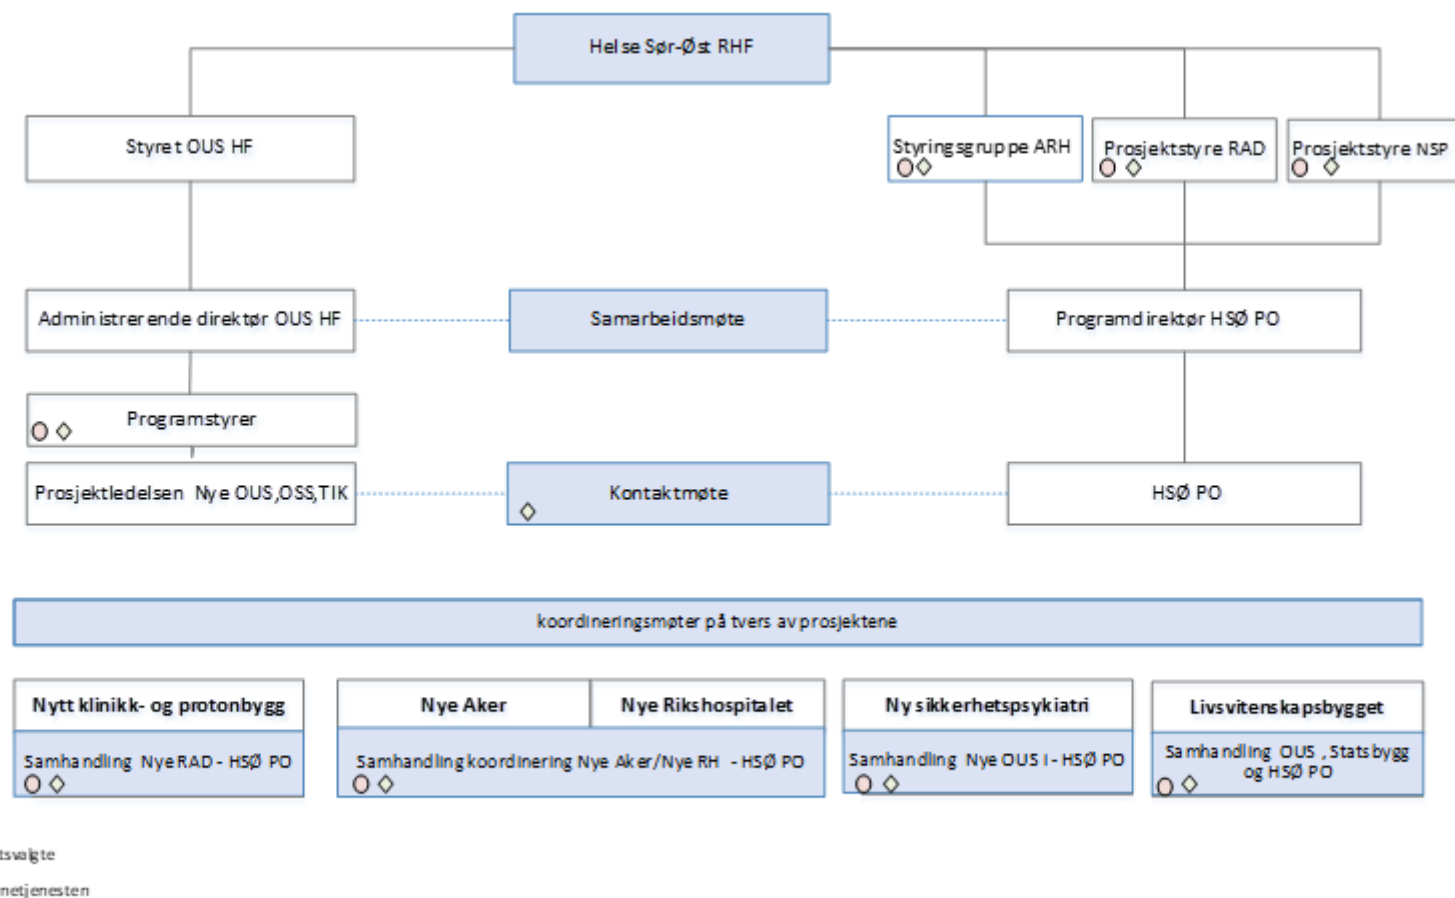 Helse Sør-Øst RHF
Styret OUS HF
Styringsgruppe ARH
Prosjektstyre RAD
Prosjektstyre NSP
Administrerende direktør OUS HF
Samarbeidsmøte
Programdirektør HSØ PO
Programstyrer
Prosjektledelsen Nye OUS,OSS,TIK
Kontaktmøte
HSØ PO
koordineringsmøter på tvers av prosjektene
Nytt klinikk- og protonbygg
Nye Aker
Nye Rikshospitalet
Ny sikkerhetspsykiatri
Livsvitenskapsbygget
Samhandling Nye RAD - HSØ PO
Samhandling koordinering Nye Aker/Nye RH - HSØ PO
Samhandling Nye OUS I - HSØ PO
Samhandling OUS , Statsbygg
og HSØ PO
tsvalgte
netjenesten